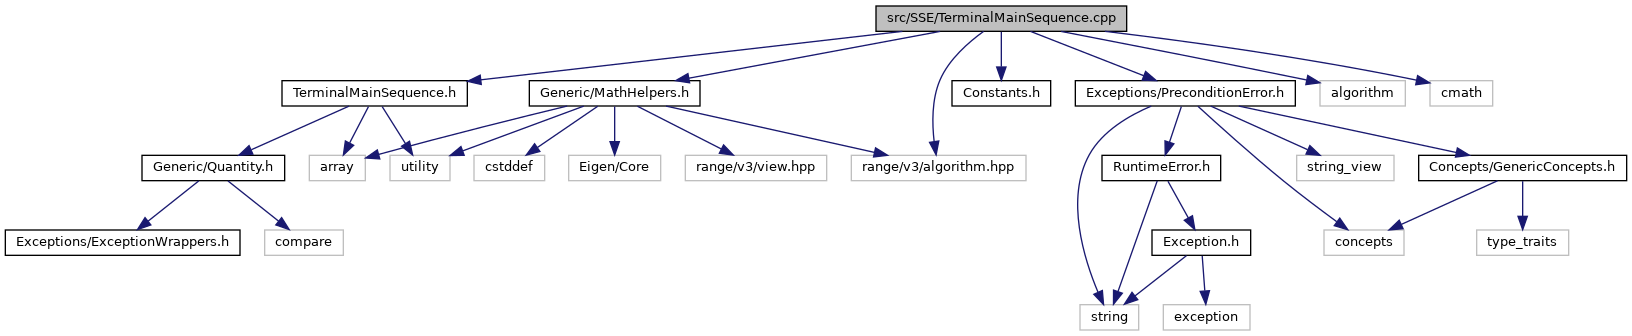 src/SSE/TerminalMainSequence.cpp
TerminalMainSequence.h
Generic/MathHelpers.h
Constants.h
Exceptions/PreconditionError.h
algorithm
cmath
Generic/Quantity.h
array
utility
cstddef
Eigen/Core
range/v3/view.hpp
range/v3/algorithm.hpp
RuntimeError.h
string_view
Concepts/GenericConcepts.h
Exceptions/ExceptionWrappers.h
compare
Exception.h
concepts
type_traits
string
exception